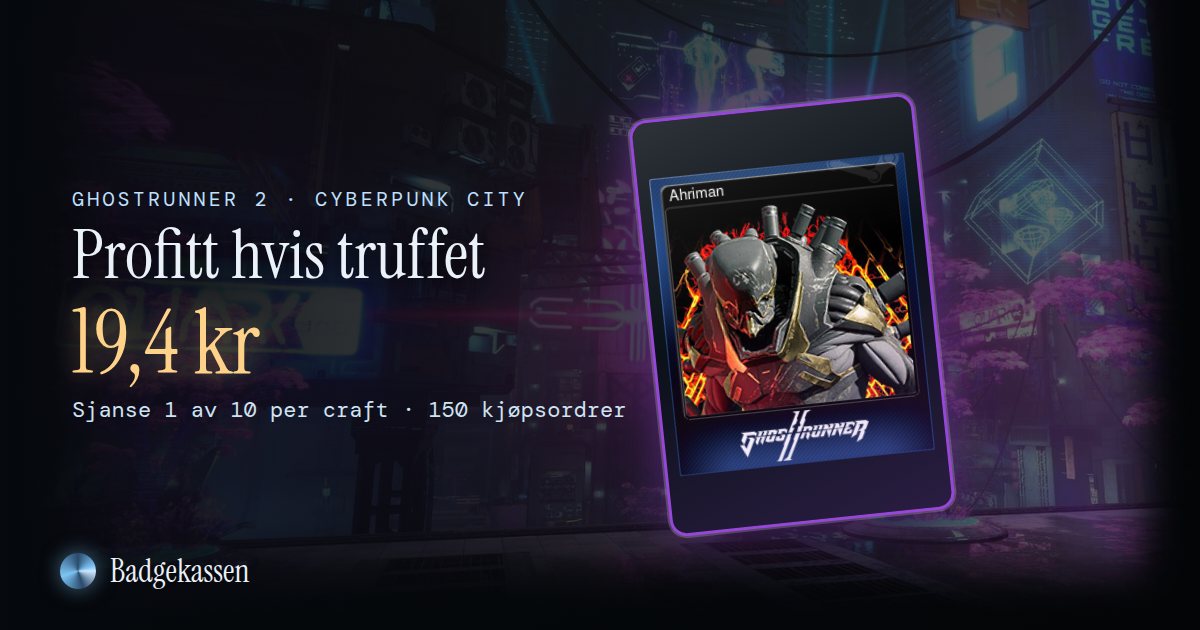 GHOSTRUNNER 2 · CYBERPUNK CITY
Profitt hvis truffet
19,4 kr
Sjanse 1 av 10 per craft · 150 kjøpsordrer
Ahriman
GHOSTRUNNER
Badgekassen